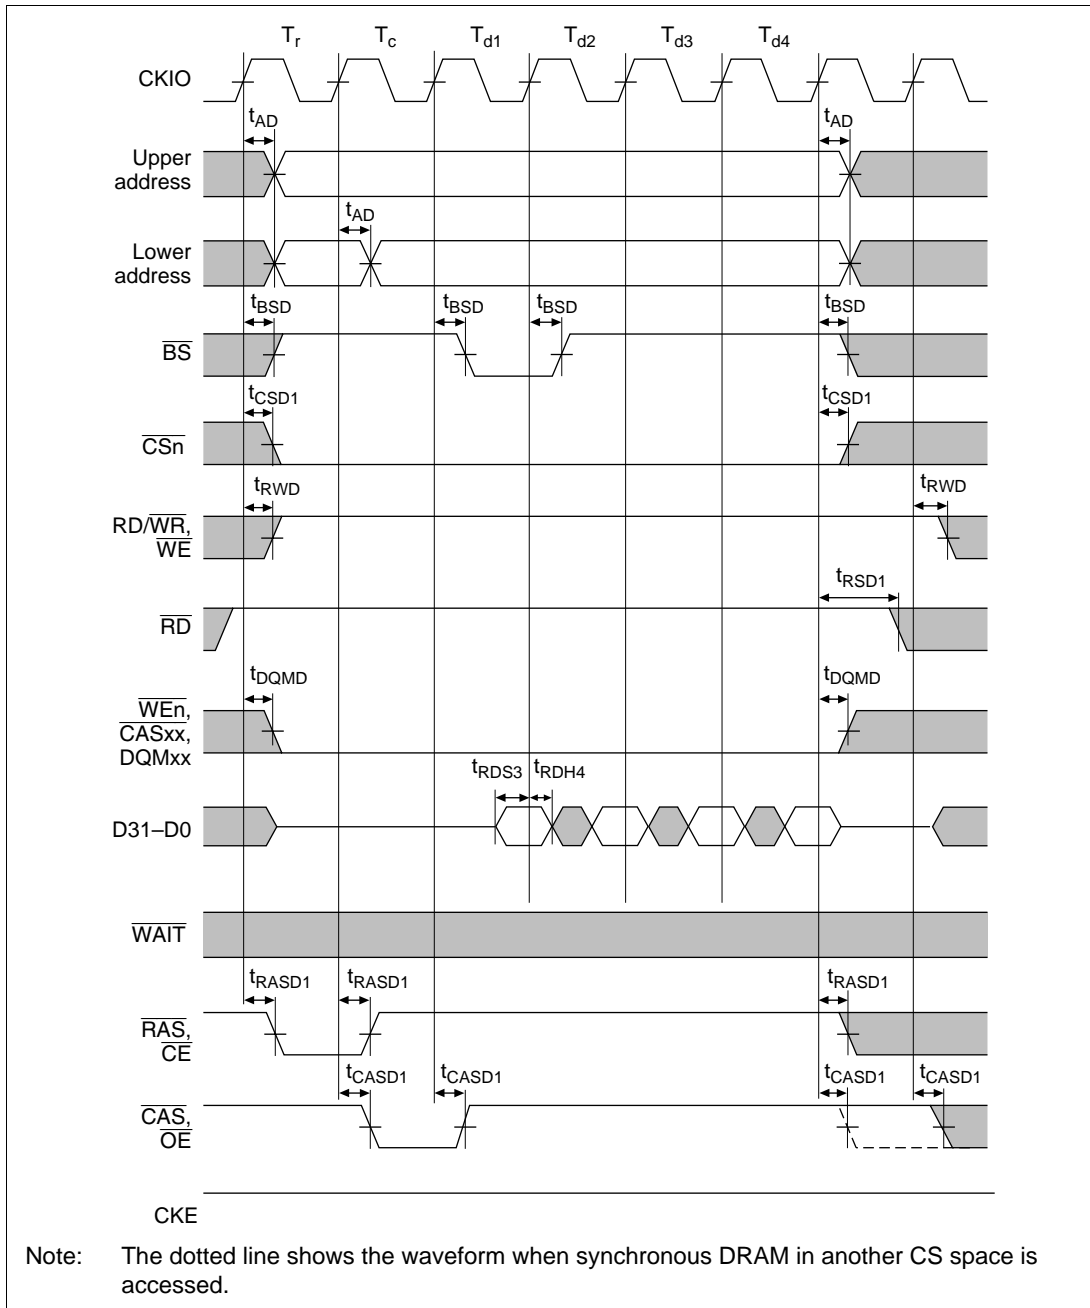 Tr Tc Td1 Td2 Td3 Td4
CKIO
tAD tAD
Upper
address
tAD
Lower
address
tBSD tBSD tBSD tBSD
BS
tCSD1 tCSD1
CSn
tRWD tRWD
RD/WR,
WE
tRSD1
RD
tDQMD tDQMD
WEn,
CASxx,
DQMxx
tRDS3 tRDH4
D31–D0
WAIT
tRASD1 tRASD1 tRASD1
RAS,
CE
tCASD1 tCASD1 tCASD1 tCASD1
CAS,
OE
CKE
Note: The dotted line shows the waveform when synchronous DRAM in another CS space is
accessed.